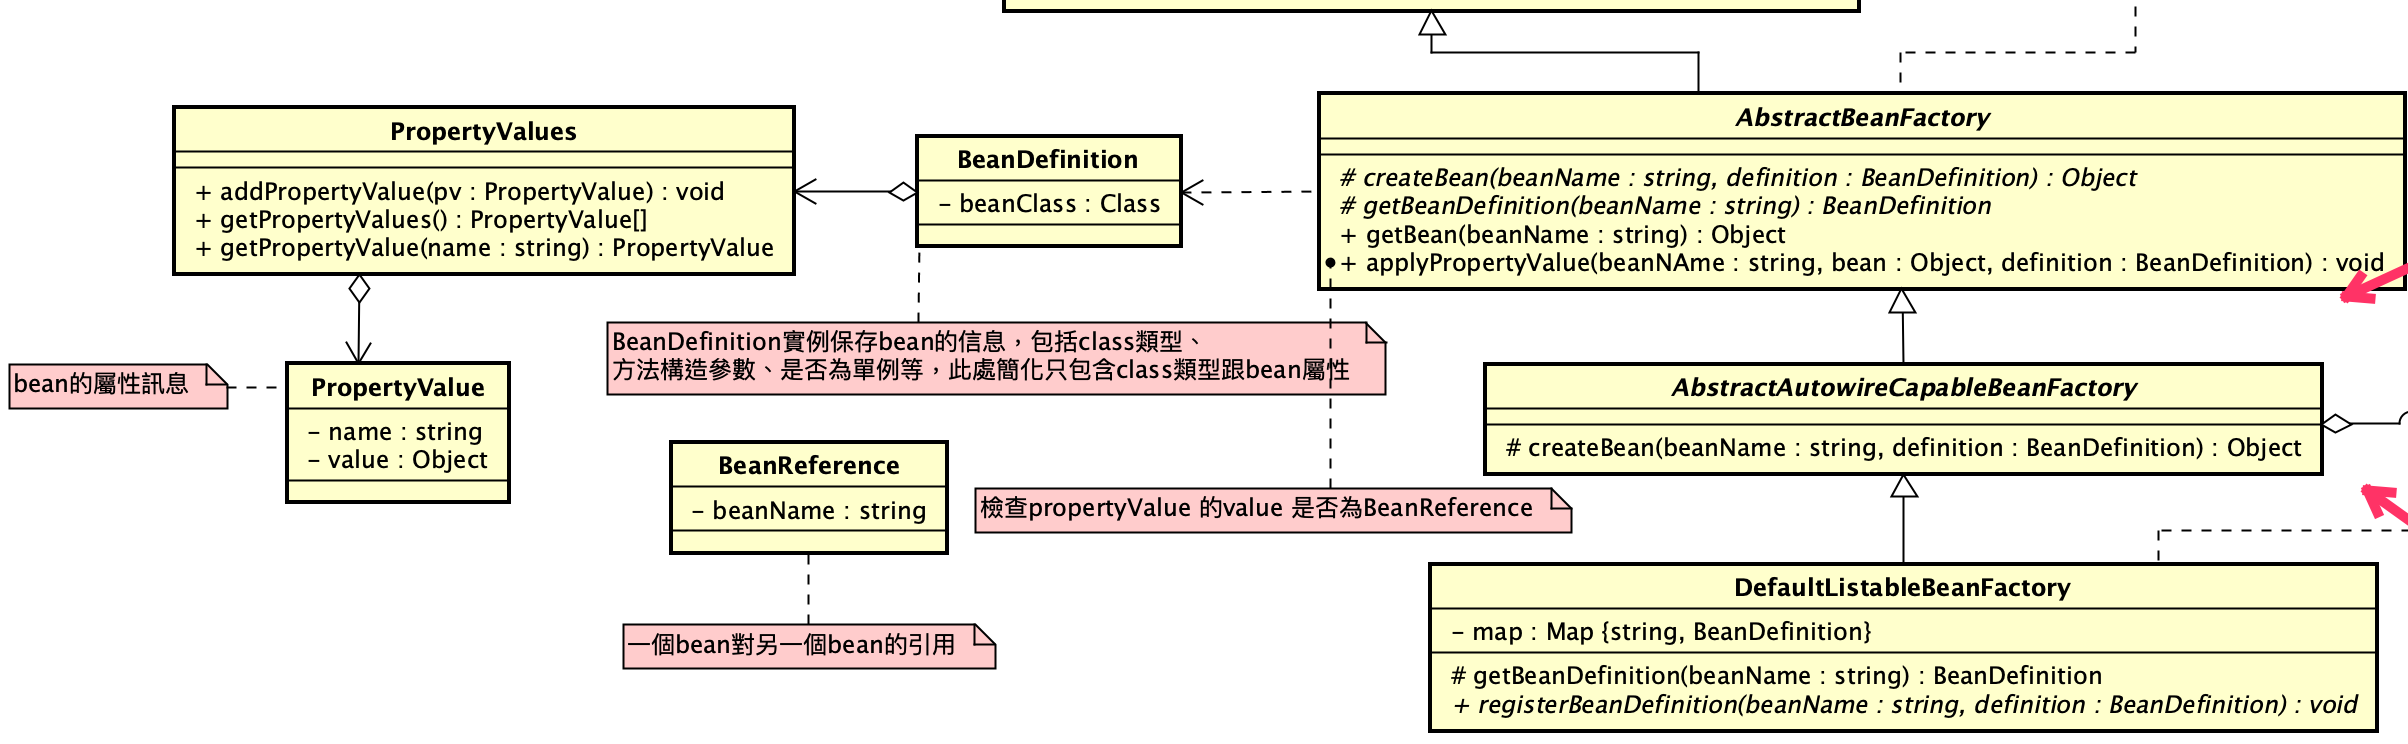 PropertyValues
+ addPropertyValue(pv : PropertyValue) : void
+ getPropertyValues() : PropertyValue[]
+ getPropertyValue(name : string) : PropertyValue
BeanDefinition
- beanClass : Class
AbstractBeanFactory
# createBean(beanName : string, definition : BeanDefinition) : Object
# getBeanDefinition(beanName : string) : BeanDefinition
+ getBean(beanName : string) : Object
+ applyPropertyValue(beanNAme : string, bean : Object, definition : BeanDefinition) : void
BeanDefinition實例保存bean的信息，包括class類型、
方法構造參數、是否為單例等，此處簡化只包含class類型跟bean屬性
bean的屬性訊息
PropertyValue
- name : string
- value : Object
AbstractAutowireCapableBeanFactory
# createBean(beanName : string, definition : BeanDefinition) : Object
BeanReference
- beanName : string
檢查propertyValue 的value 是否為BeanReference
一個bean對另一個bean的引用
DefaultListableBeanFactory
- map : Map {string, BeanDefinition}
# getBeanDefinition(beanName : string) : BeanDefinition
+ registerBeanDefinition(beanName : string, definition : BeanDefinition) : void